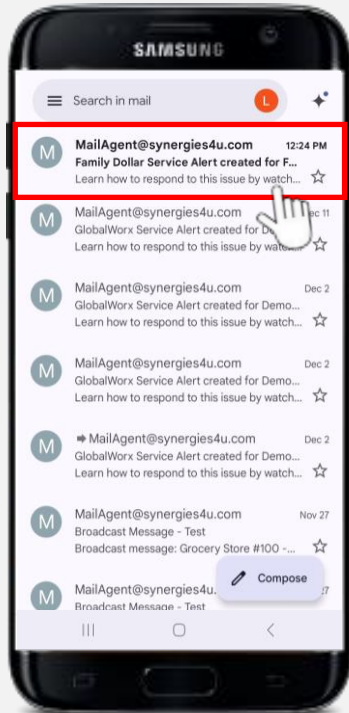 SAMSUNG
Search in mail
L
M
MailAgent@synergies4u.com 12:24 PM
Family Dollar Service Alert created for F...
Learn how to respond to this issue by watch...
M
MailAgent@synergies4u.com ec 11
GlobalWorx Service Alert created for De
Learn how to respond to this issue by wat
M
MailAgent@synergies4u.com Dec 2
GlobalWorx Service Alert created for Demo...
Learn how to respond to this issue by watch...
M
MailAgent@synergies4u.com Dec 2
GlobalWorx Service Alert created for Demo...
Learn how to respond to this issue by watch...
M
MailAgent@synergies4u.com Dec 2
GlobalWorx Service Alert created for Demo...
Learn how to respond to this issue by watch...
M
MailAgent@synergies4u.com Nov 27
Broadcast Message - Test
Broadcast message: Grocery Store #100 -...
M
MailAgent@synergies4u. 7
Broadcast Message - Test
Compose